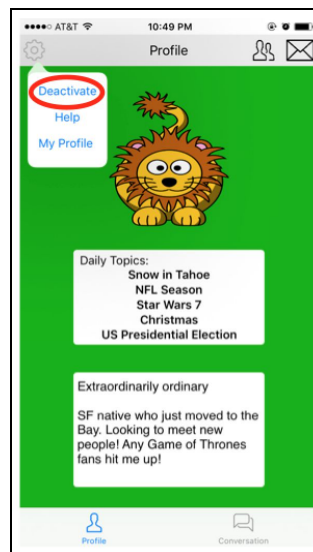 AT&T 10:49 PM
Profile
Deactivate
Help
My Profile
Daily Topics:
Snow in Tahoe
NFL Season
Star Wars 7
Christmas
US Presidential Election
Extraordinarily ordinary
SF native who just moved to the
Bay. Looking to meet new
people! Any Game of Thrones
fans hit me up!
Profile Conversation